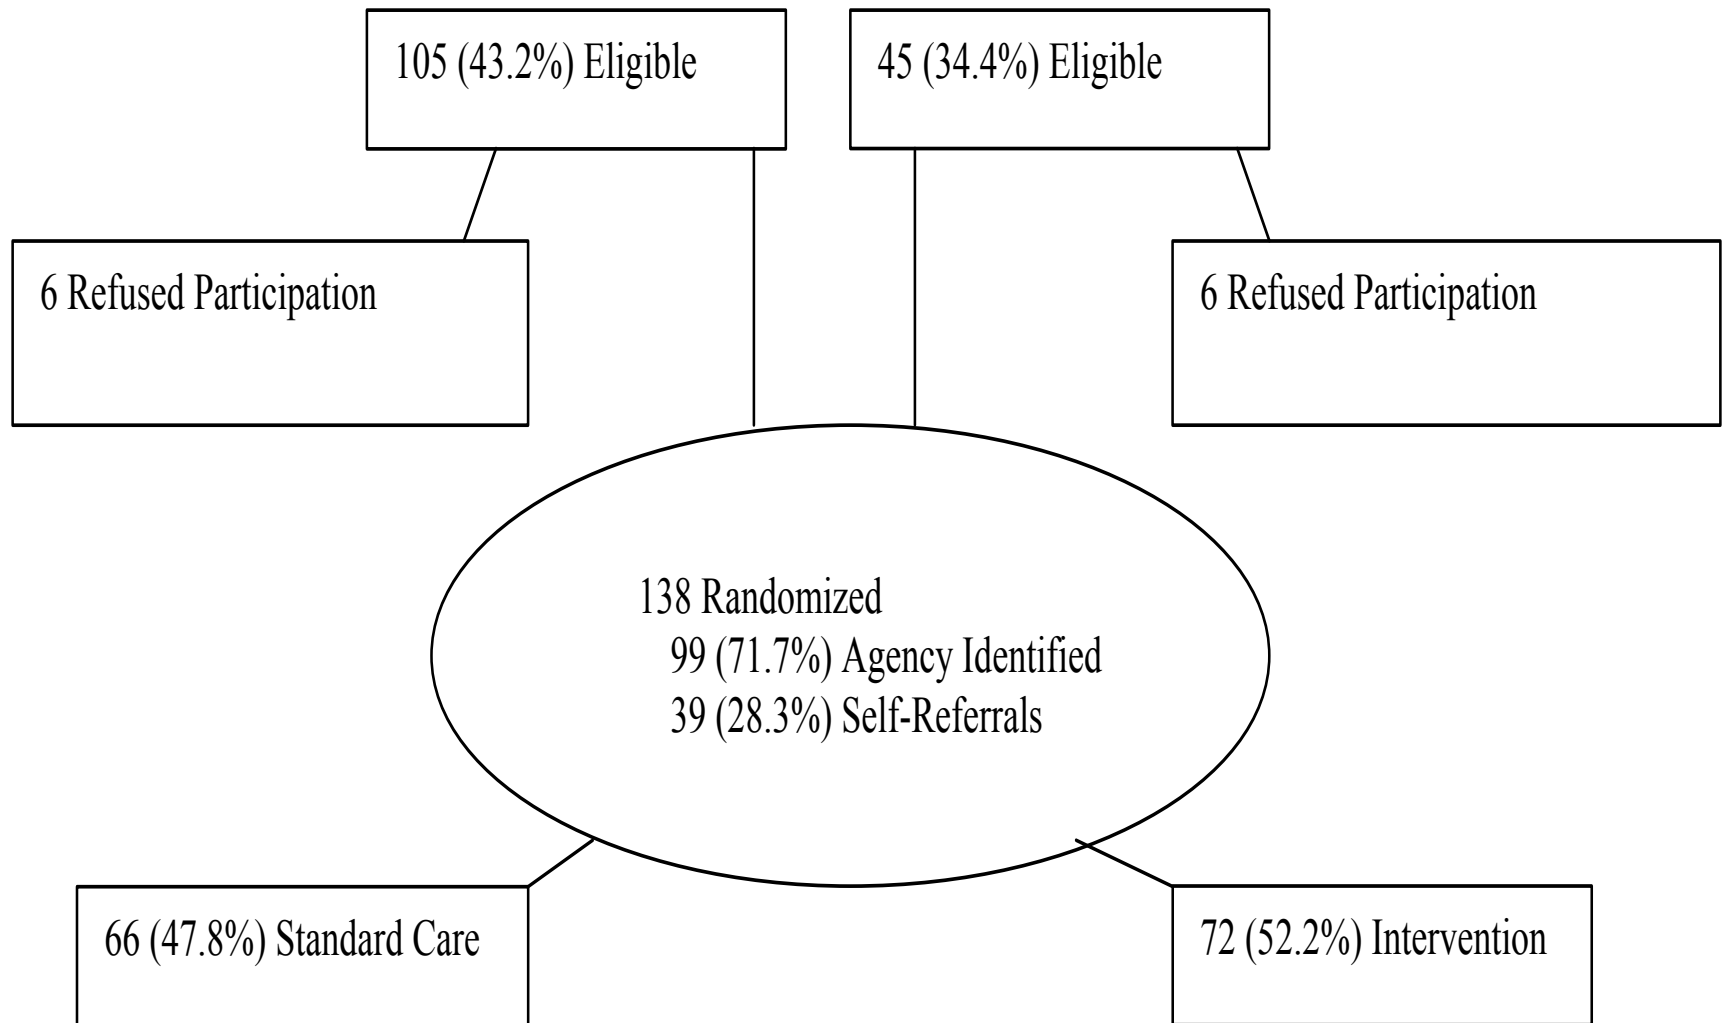 105 (43.2%) Eligible
45 (34.4%) Eligible
6 Refused Participation
6 Refused Participation
138 Randomized
99 (71.7%) Agency Identified
39 (28.3%) Self-Referrals
66 (47.8%) Standard Care
72 (52.2%) Intervention